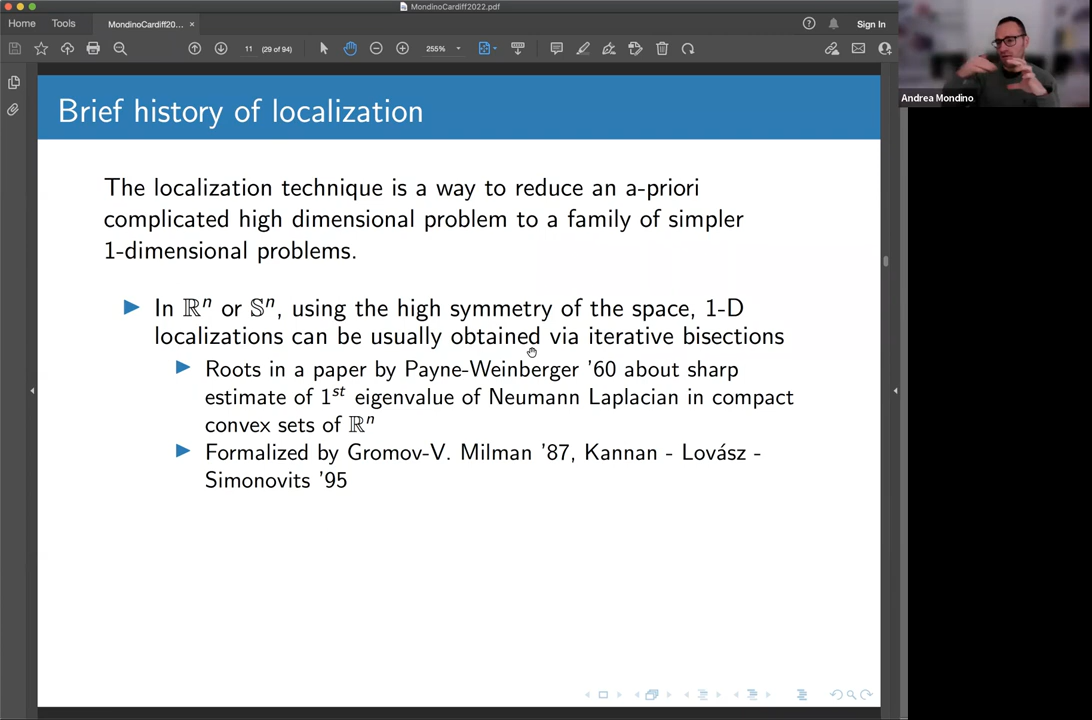 MondinoCardiff2022.pdf
Home Tools MondinoCardiff20... × Sign In
11 (29 of 94) 255%
Andrea Mondino
Brief history of localization
The localization technique is a way to reduce an a-priori
complicated high dimensional problem to a family of simpler
1-dimensional problems.
In ℝⁿ or 𝕊ⁿ, using the high symmetry of the space, 1-D
localizations can be usually obtained via iterative bisections
Roots in a paper by Payne-Weinberger '60 about sharp
estimate of 1ˢᵗ eigenvalue of Neumann Laplacian in compact
convex sets of ℝⁿ
Formalized by Gromov-V. Milman '87, Kannan - Lovász -
Simonovits '95